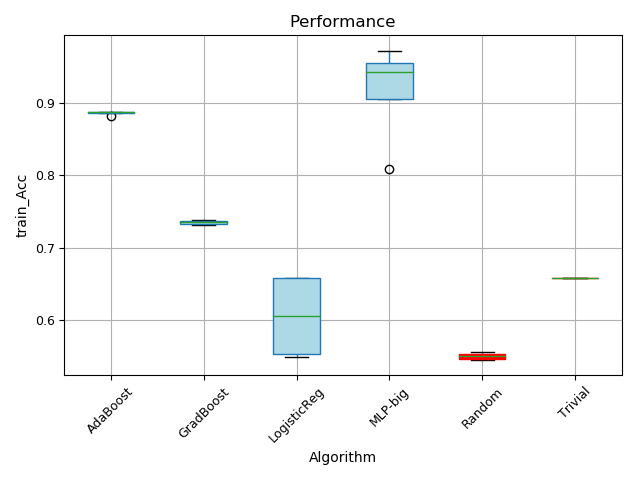 Performance
train_Acc
0.9
0.8
0.7
0.6
AdaBoost
GradBoost
LogisticReg
MLP-big
Random
Trivial
Algorithm